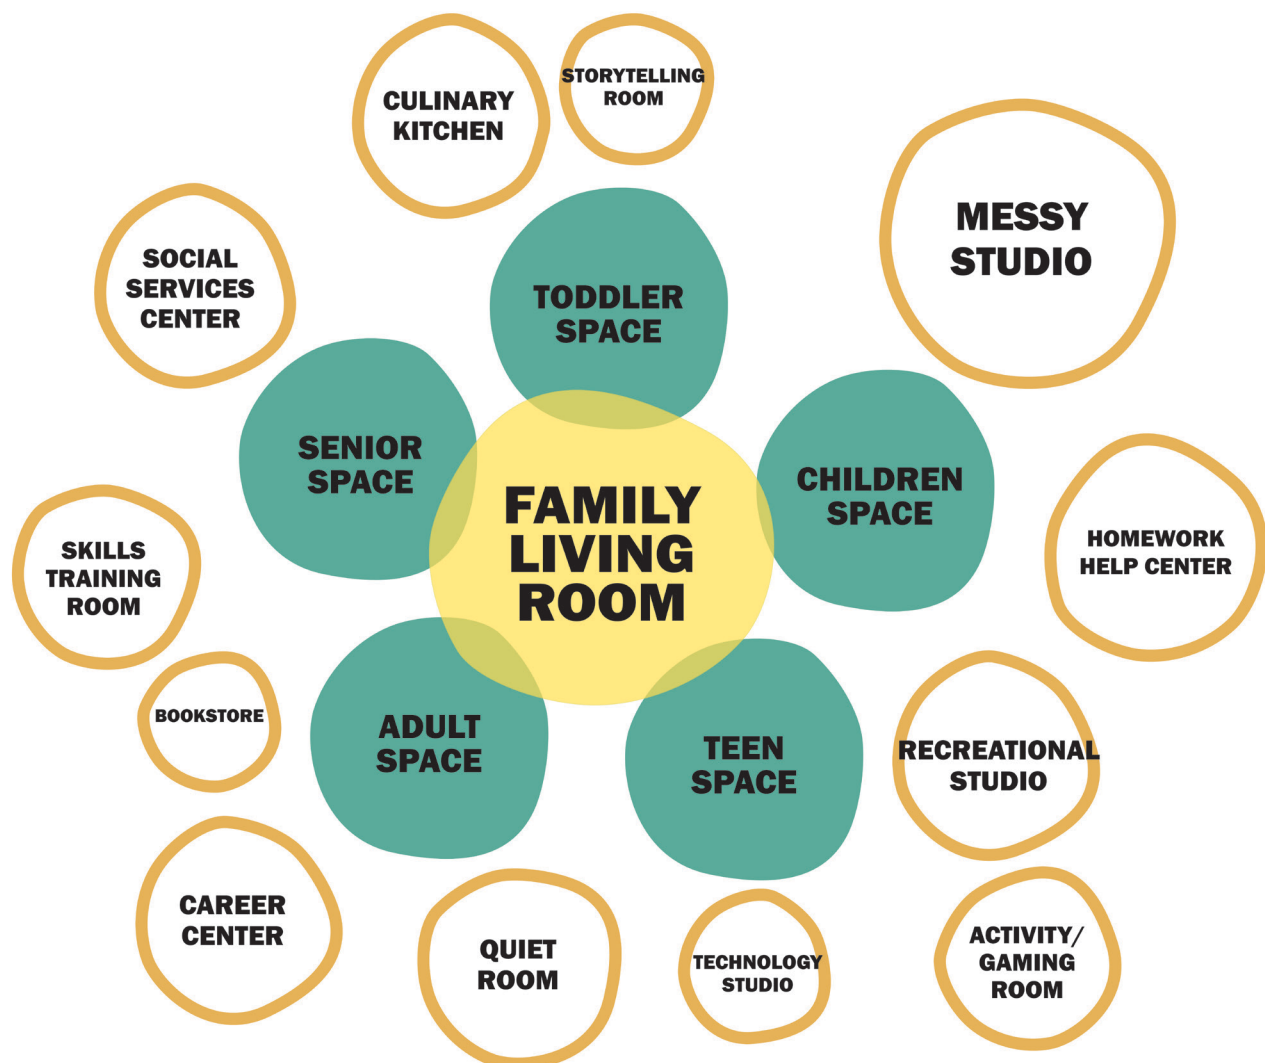 CULINARY
KITCHEN
STORYTELLING
ROOM
MESSY
STUDIO
SOCIAL
SERVICES
CENTER
TODDLER
SPACE
SENIOR
SPACE
CHILDREN
SPACE
FAMILY
LIVING
ROOM
HOMEWORK
HELP CENTER
SKILLS
TRAINING
ROOM
BOOKSTORE
ADULT
SPACE
TEEN
SPACE
RECREATIONAL
STUDIO
CAREER
CENTER
QUIET
ROOM
TECHNOLOGY
STUDIO
ACTIVITY/
GAMING
ROOM